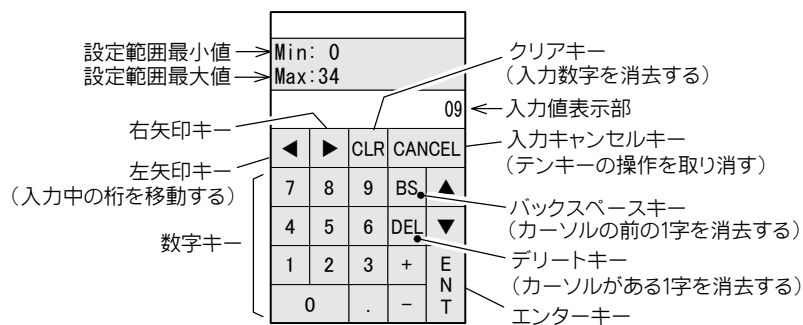 設定範囲最小値
設定範囲最大値
Min: 0
Max:34
09
クリアキー
(入力数字を消去する)
入力値表示部
右矢印キー
左矢印キー
(入力中の桁を移動する)
数字キー
◀ ▶ CLR CANCEL
7 8 9 BS ▲
4 5 6 DEL ▼
1 2 3 + ENT
0 . −
入力キャンセルキー
(テンキーの操作を取り消す)
バックスペースキー
(カーソルの前の1字を消去する)
デリートキー
(カーソルがある1字を消去する)
エンターキー